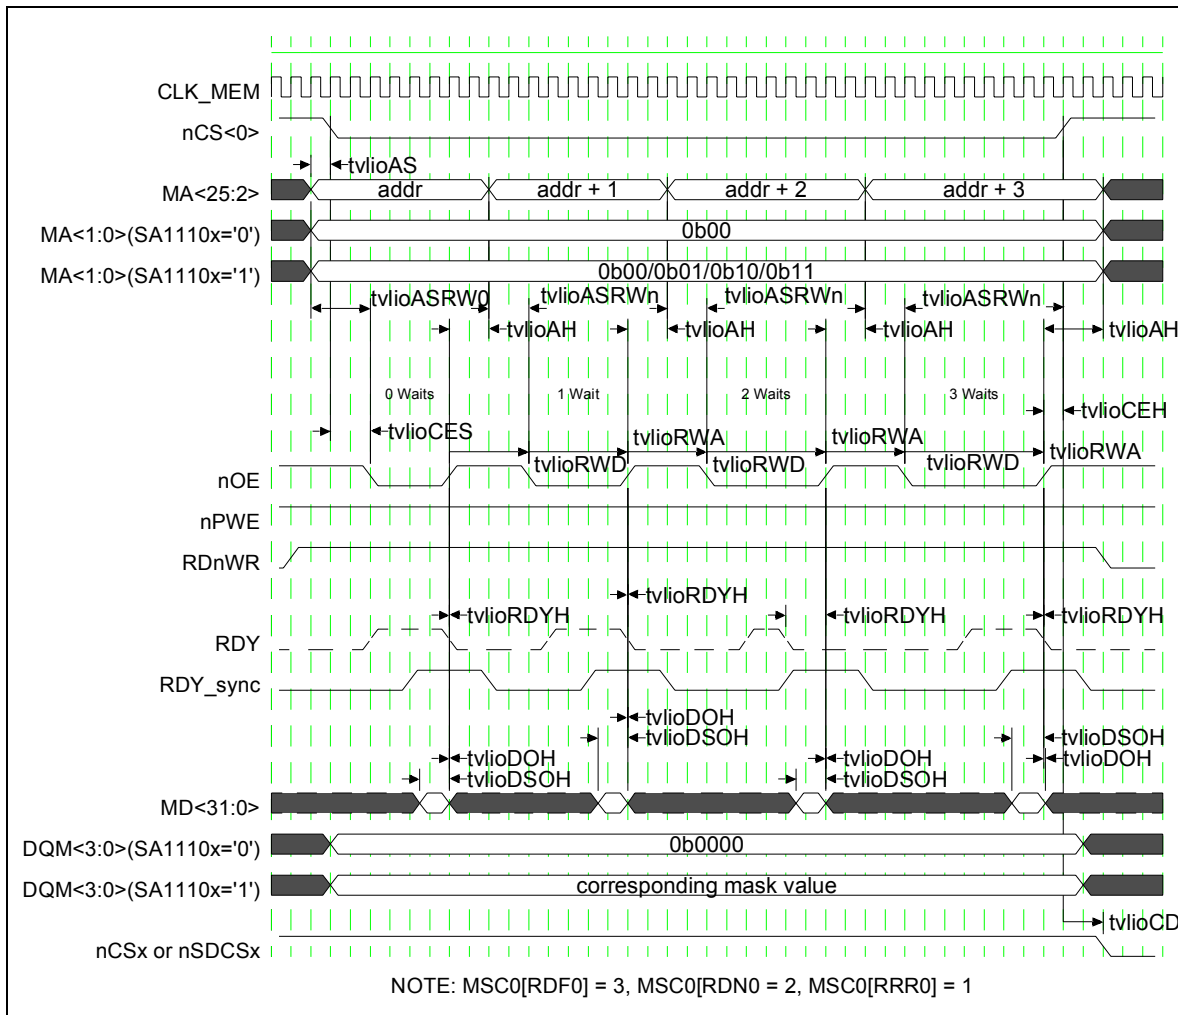 CLK_MEM
nCS<0>
tvlioAS
MA<25:2>
addr
addr + 1
addr + 2
addr + 3
MA<1:0>(SA1110x='0')
0b00
MA<1:0>(SA1110x='1')
0b00/0b01/0b10/0b11
tvlioASRW0
tvlioASRWn
tvlioASRWn
tvlioASRWn
tvlioAH
tvlioAH
tvlioAH
tvlioAH
0 Waits
1 Wait
2 Waits
3 Waits
tvlioCEH
tvlioCES
tvlioRWA
tvlioRWA
tvlioRWA
tvlioRWD
tvlioRWD
tvlioRWD
nOE
nPWE
RDnWR
tvlioRDYH
tvlioRDYH
tvlioRDYH
tvlioRDYH
RDY
RDY_sync
tvlioDOH
tvlioDSOH
tvlioDSOH
tvlioDOH
tvlioDOH
tvlioDOH
tvlioDSOH
tvlioDSOH
MD<31:0>
DQM<3:0>(SA1110x='0')
0b0000
DQM<3:0>(SA1110x='1')
corresponding mask value
tvlioCD
nCSx or nSDCSx
NOTE: MSC0[RDF0] = 3, MSC0[RDN0 = 2, MSC0[RRR0] = 1